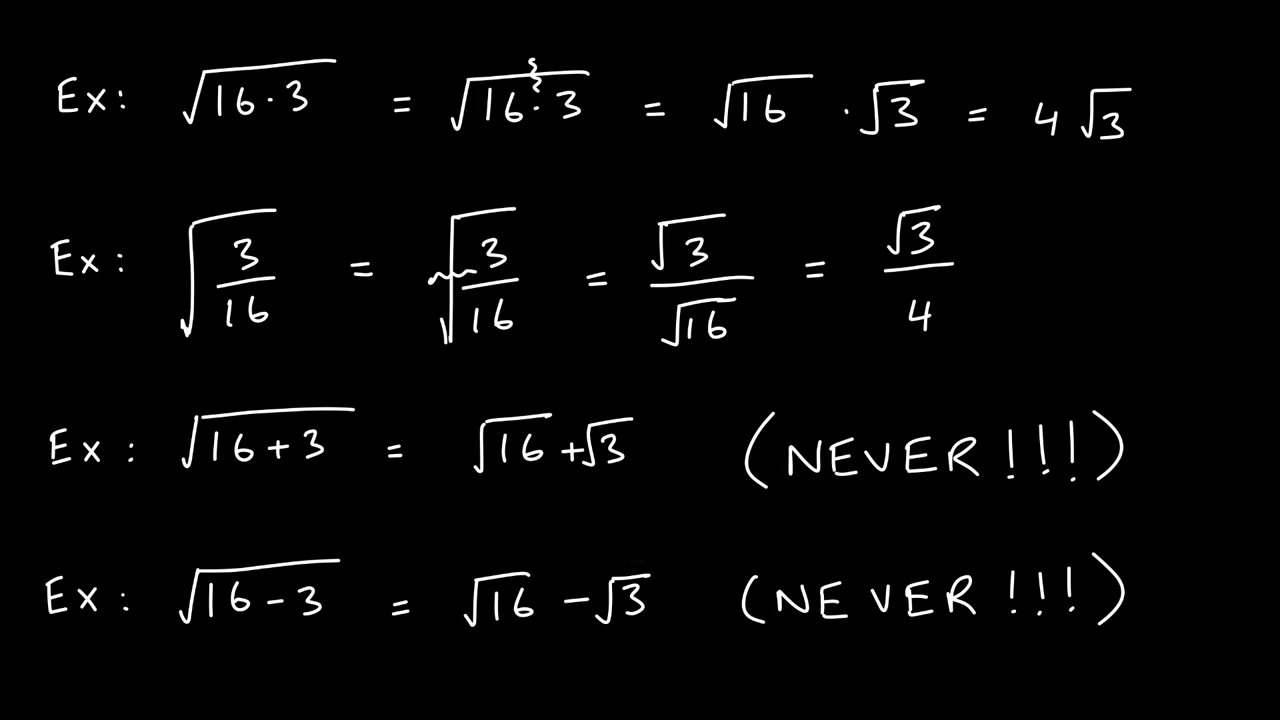 Ex: √(16·3) = √(16·3) = √16 · √3 = 4√3
Ex: √(3/16) = √(3/16) = √3/√16 = √3/4
Ex: √(16+3) = √16+√3 (NEVER!!!)
Ex: √(16-3) = √16-√3 (NEVER!!!)